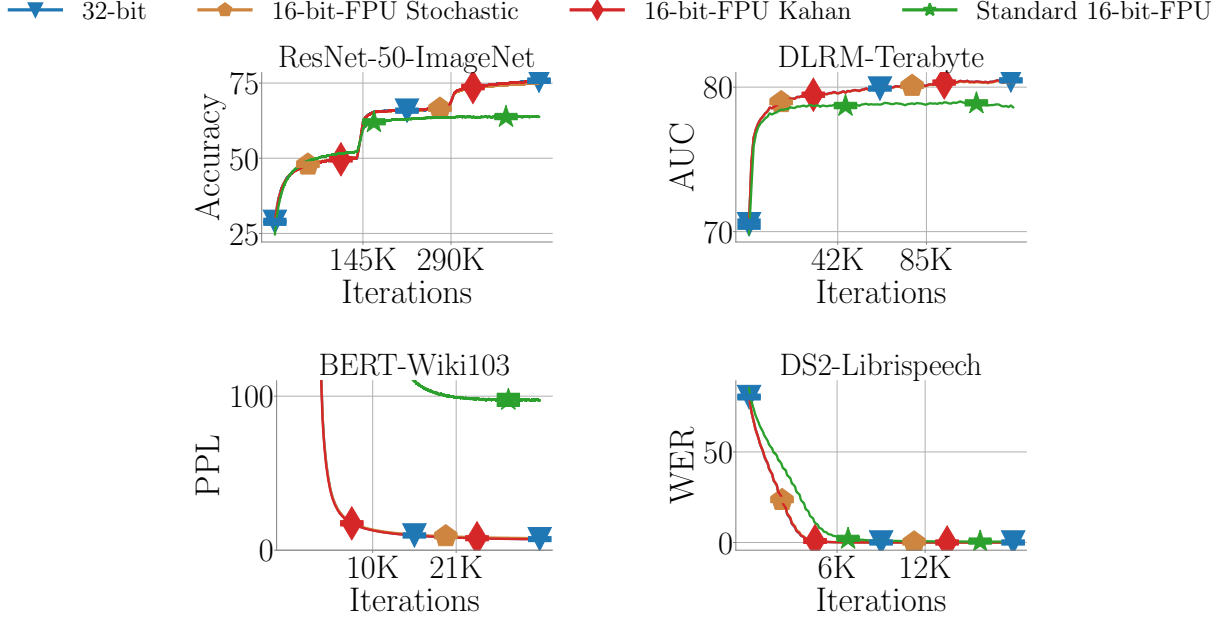 32-bit 16-bit-FPU Stochastic 16-bit-FPU Kahan Standard 16-bit-FPU
ResNet-50-ImageNet
Accuracy
75
50
25
145K 290K
Iterations
DLRM-Terabyte
AUC
80
70
42K 85K
Iterations
BERT-Wiki103
PPL
100
0
10K 21K
Iterations
DS2-Librispeech
WER
50
0
6K 12K
Iterations